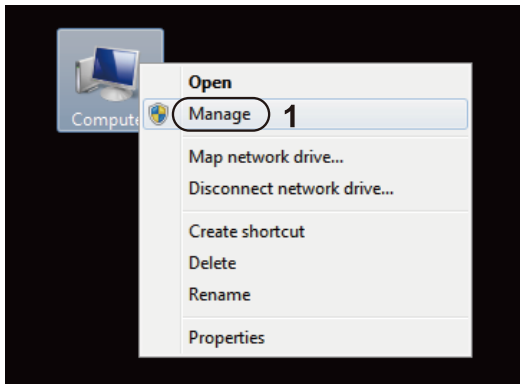 Open
Compute
Manage 1
Map network drive...
Disconnect network drive...
Create shortcut
Delete
Rename
Properties